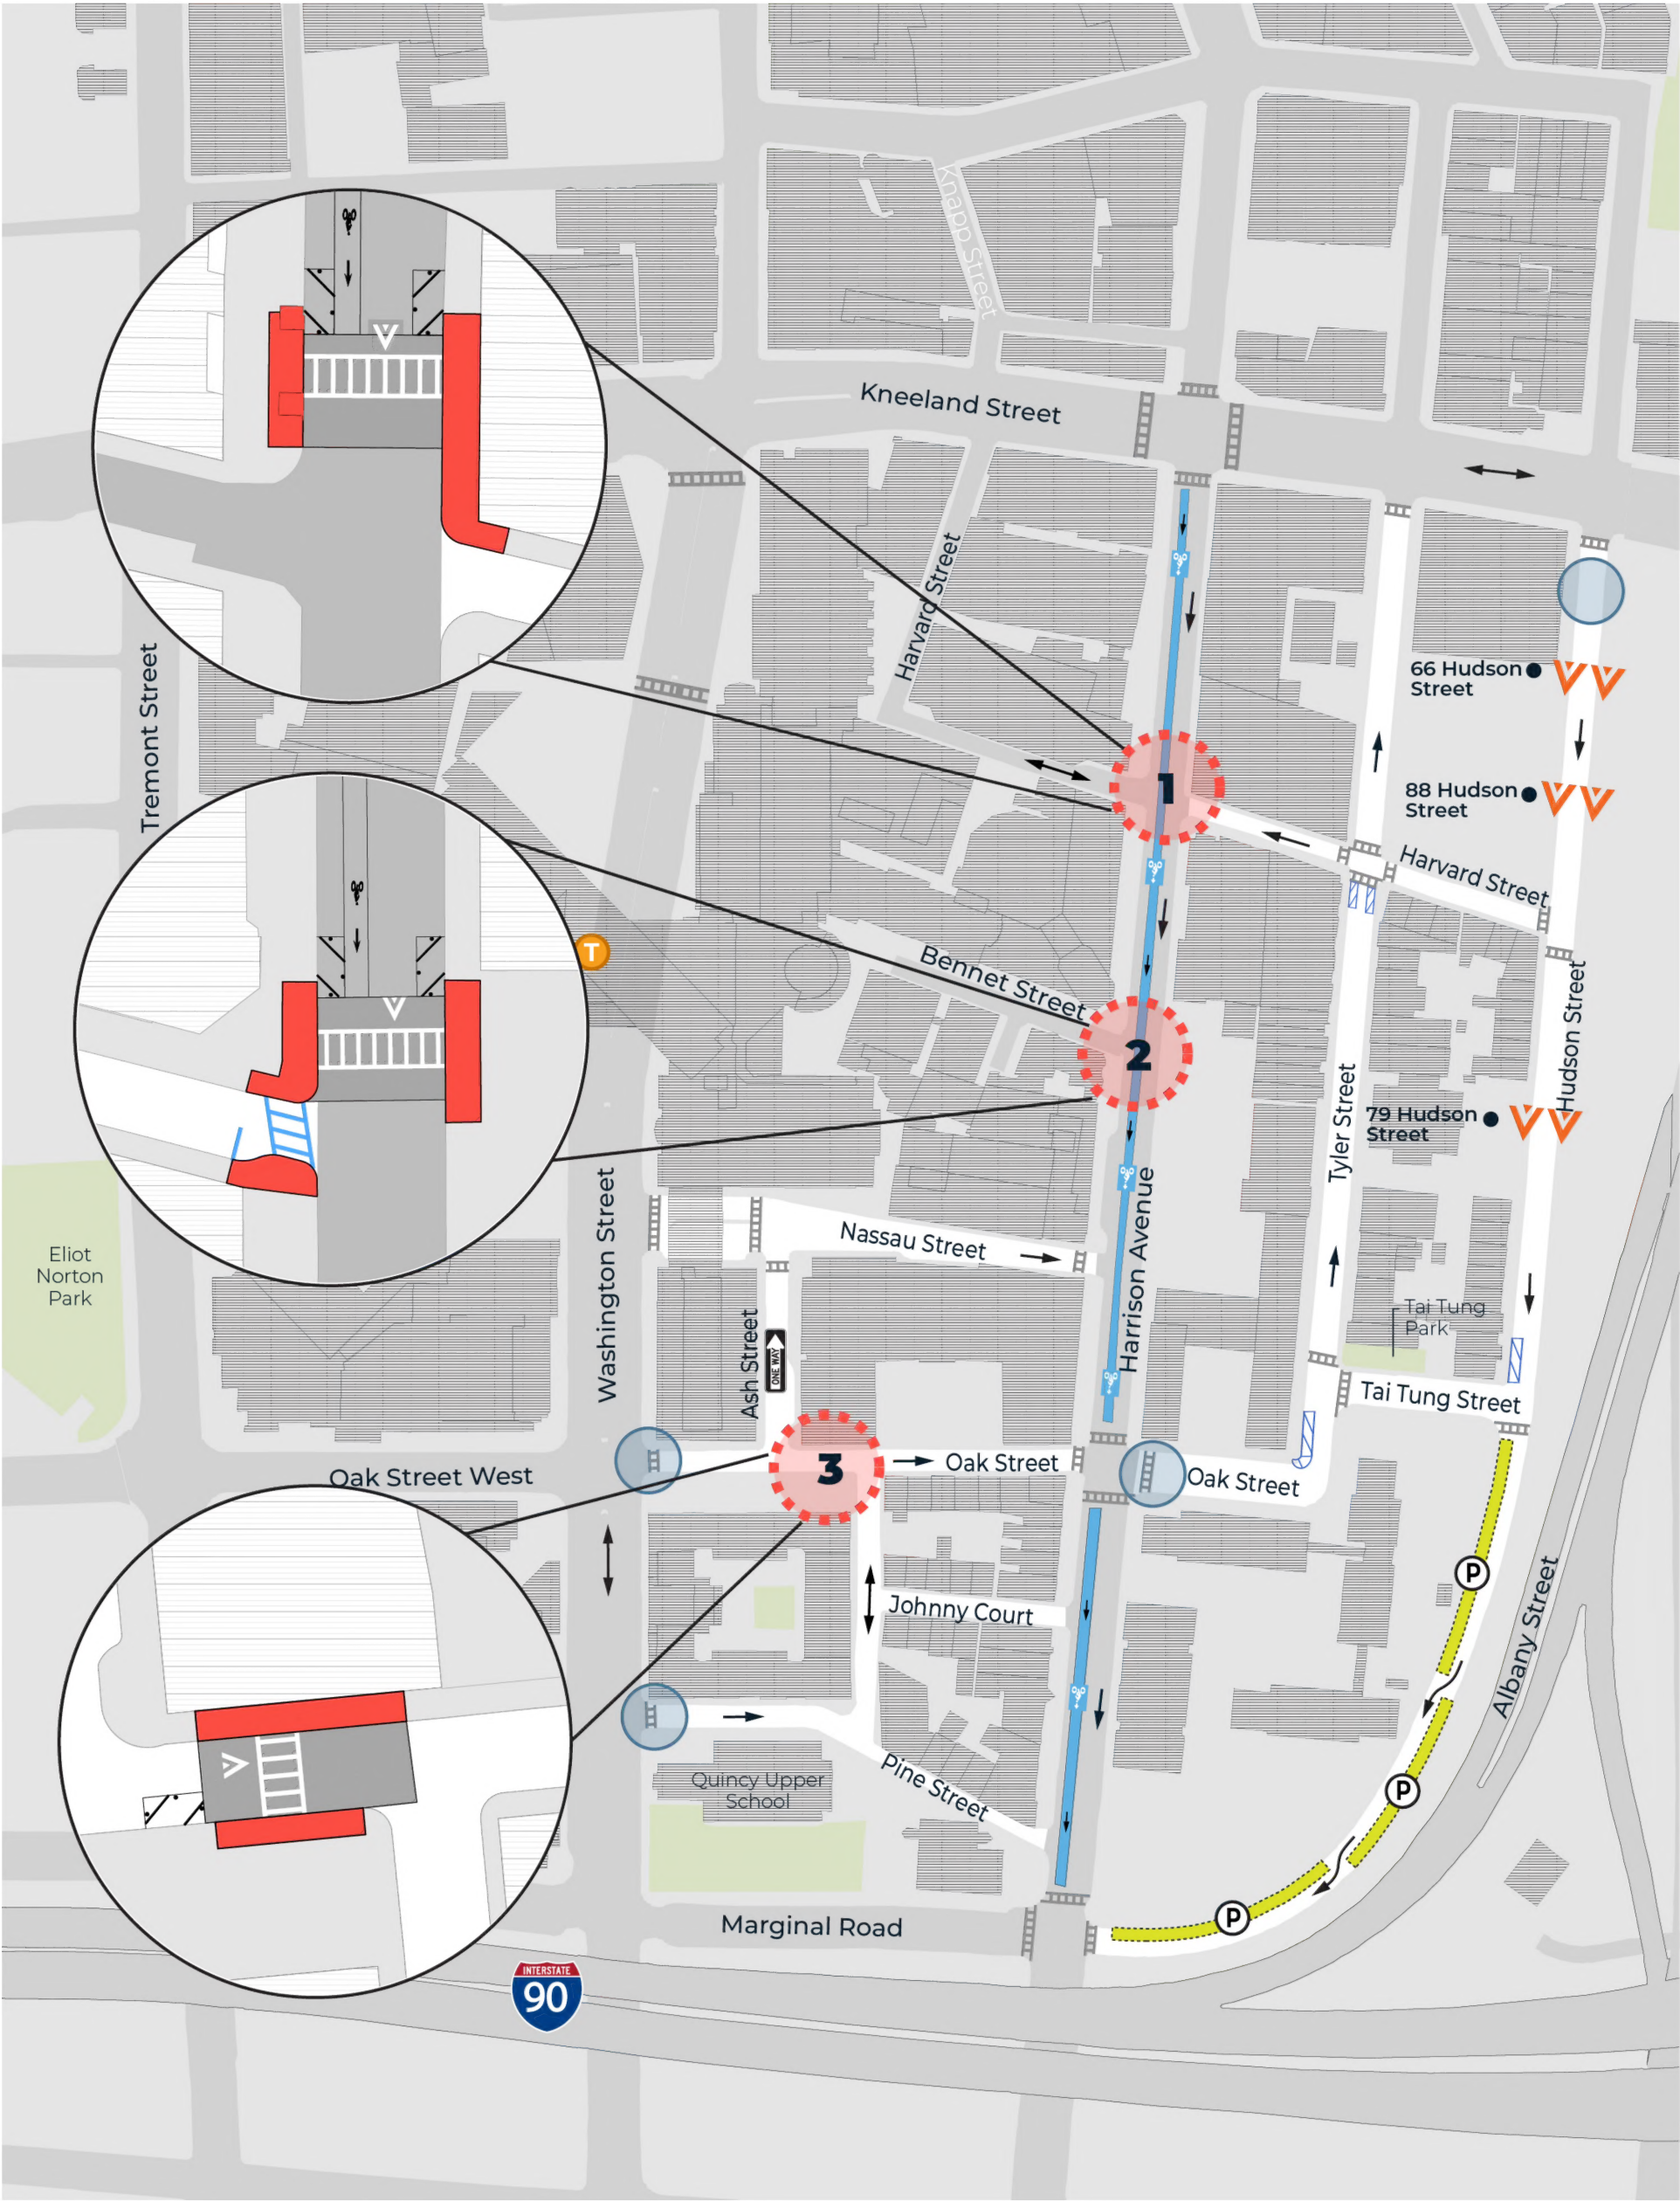 Knapp Street
Kneeland Street
Harvard Street
Tremont Street
66 Hudson
Street
88 Hudson
Street
1
Harvard Street
T
Bennet Street
2
Hudson Street
79 Hudson
Street
Tyler Street
Washington Street
Harrison Avenue
Nassau Street
Eliot
Norton
Park
Ash Street
ONE WAY
Tai Tung
Park
Tai Tung Street
3
Oak Street
Oak Street West
Oak Street
P
Johnny Court
Albany Street
Pine Street
Quincy Upper
School
P
P
Marginal Road
INTERSTATE
90